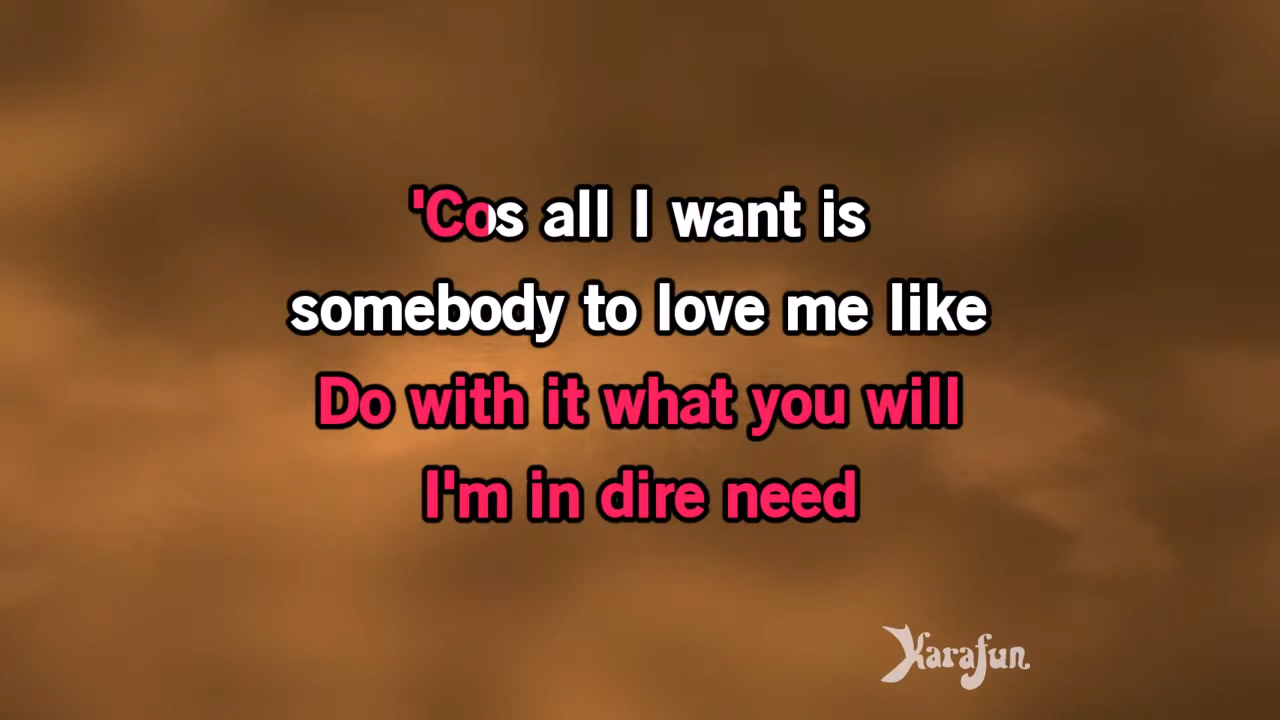 'Cos all I want is
somebody to love me like
Do with it what you will
I'm in dire need
Karafun